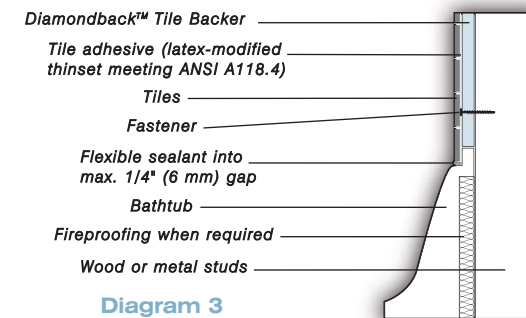 Diamondback™ Tile Backer
Tile adhesive (latex-modified
thinset meeting ANSI A118.4)
Tiles
Fastener
Flexible sealant into
max. 1/4" (6 mm) gap
Bathtub
Fireproofing when required
Wood or metal studs
Diagram 3